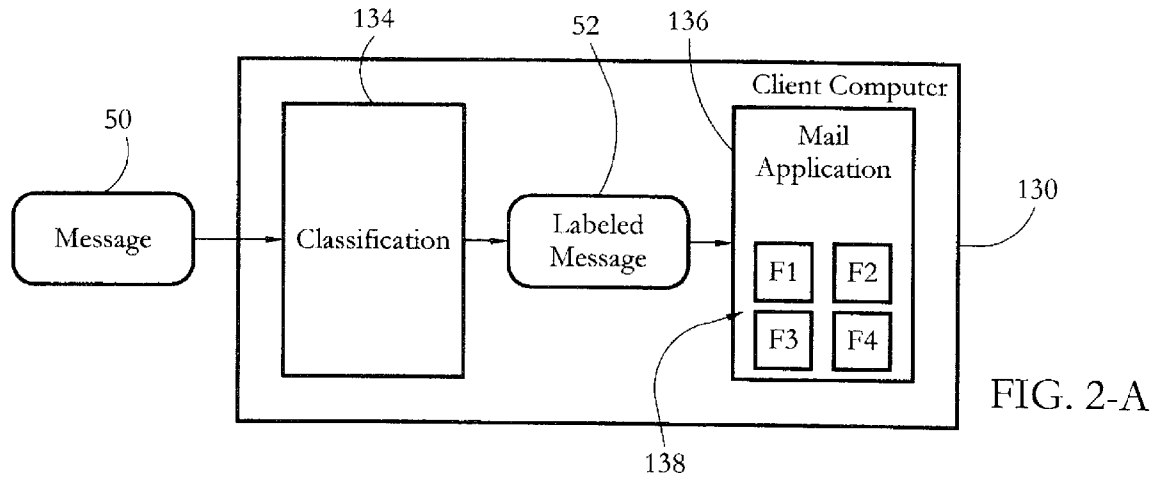 134
52
136
50
Client Computer
Mail
Application
130
Message
Classification
Labeled
Message
F1 F2
F3 F4
FIG. 2-A
138